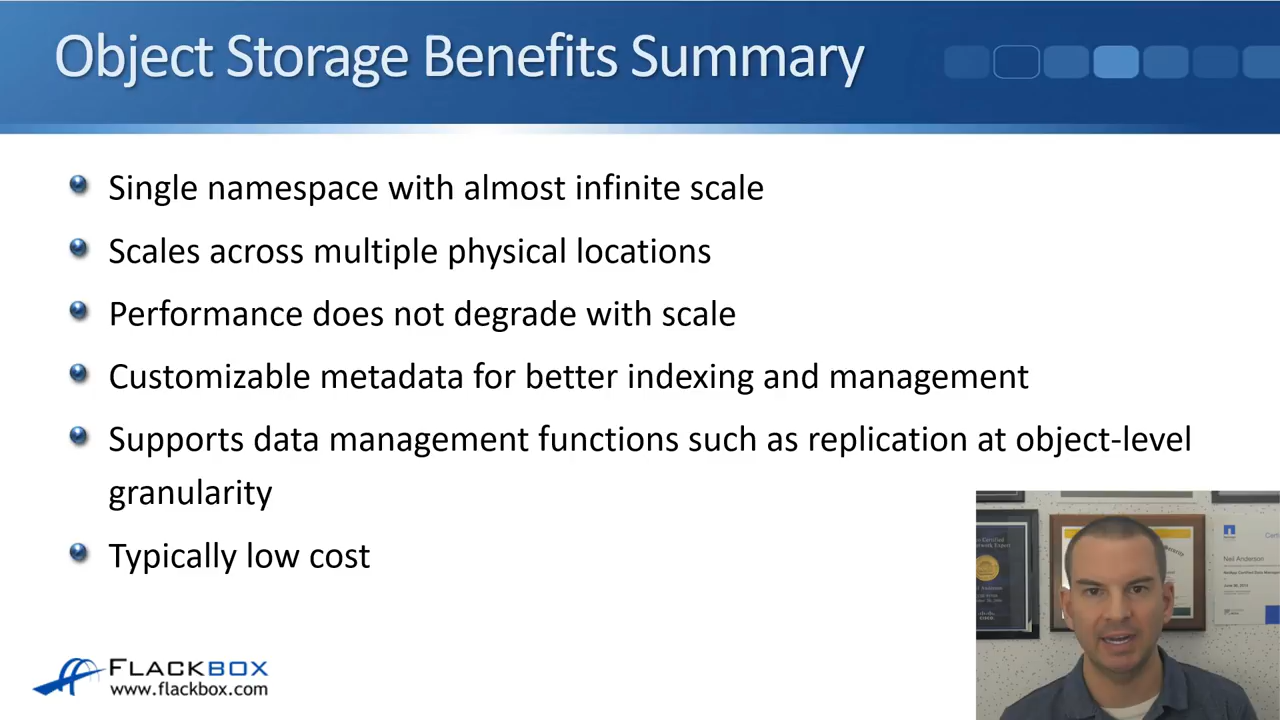 Object Storage Benefits Summary
Single namespace with almost infinite scale
Scales across multiple physical locations
Performance does not degrade with scale
Customizable metadata for better indexing and management
Supports data management functions such as replication at object-level
granularity
Typically low cost
FLACKBOX
www.flackbox.com
Neil Anderson